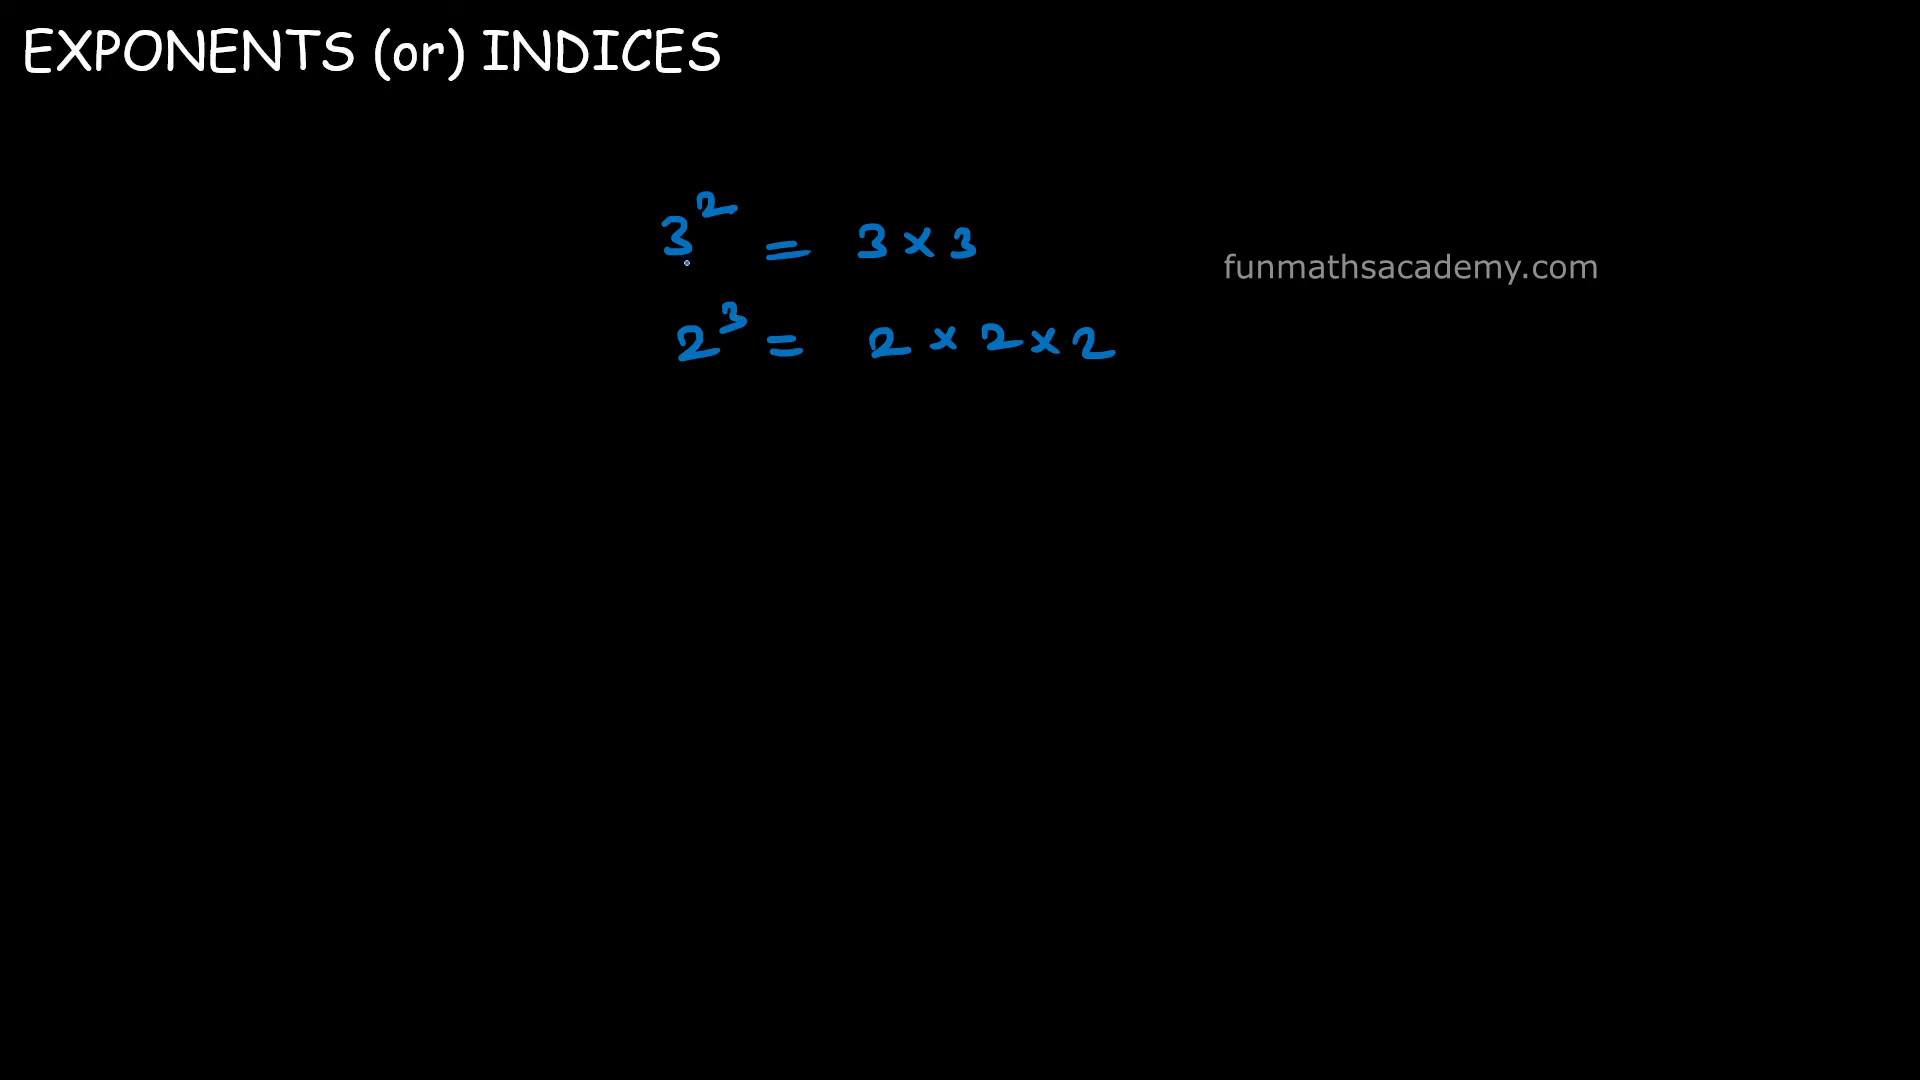 EXPONENTS (or) INDICES
3² = 3 × 3
funmathsacademy.com
2³ = 2 × 2 × 2